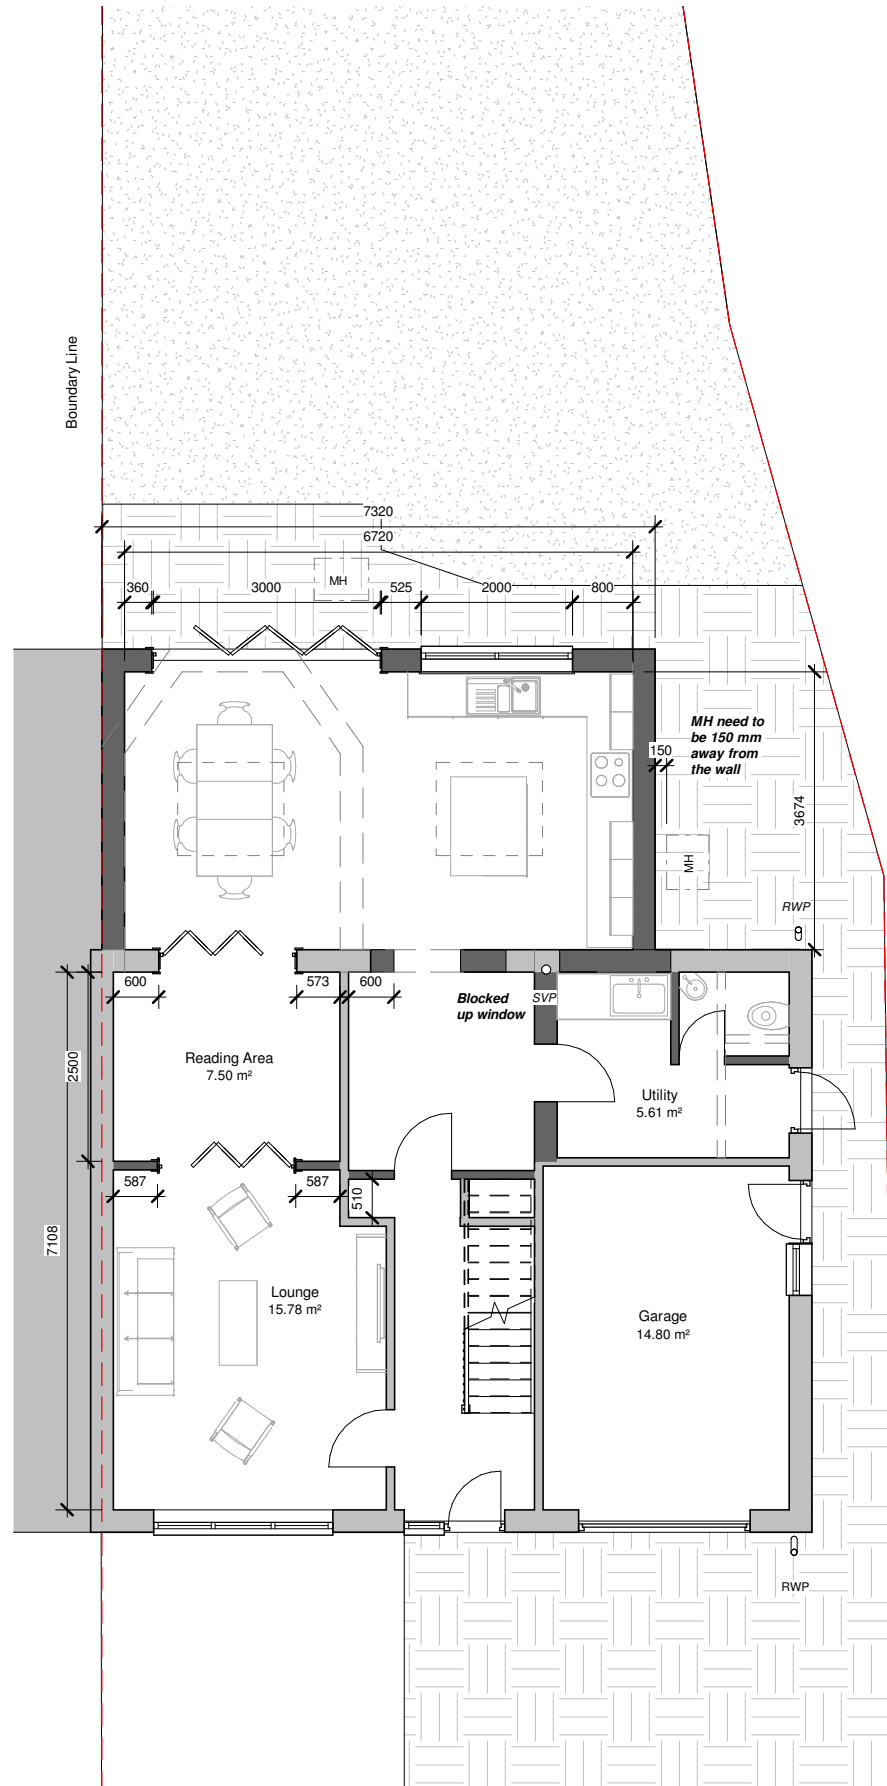 Boundary Line
7320
6720
MH
360
3000
525
2000
800
MH need to
be 150 mm
away from
the wall
150
3674
MH
RWP
600
573
600
Blocked
up window
SVP
2500
Reading Area
7.50 m²
Utility
5.61 m²
587
587
510
7108
Lounge
15.78 m²
Garage
14.80 m²
RWP